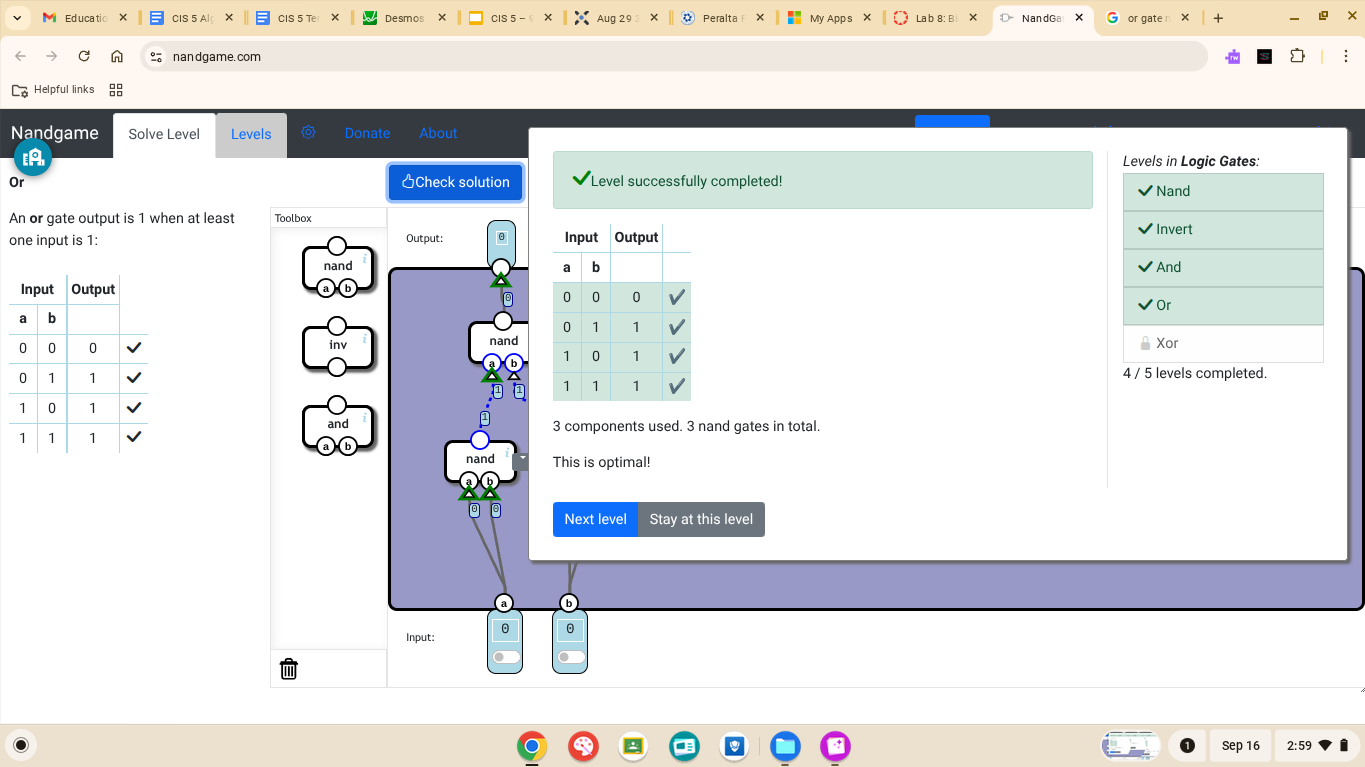 Educatio
CIS 5 Alg
CIS 5 Te
Desmos
CIS 5 –
Aug 29
Peralta
My Apps
Lab 8: B
NandGa
or gate n
nandgame.com
Helpful links
Nandgame
Solve Level
Levels
Donate
About
Or
An or gate output is 1 when at least
one input is 1:
Input Output
a b
0 0 0
0 1 1
1 0 1
1 1 1
Check solution
Toolbox
nand
a b
inv
and
a b
Output:
0
0
nand
a b
1 1
1
nand
a b
0 0
a b
Input:
0 0
Level successfully completed!
Input Output
a b
0 0 0
0 1 1
1 0 1
1 1 1
3 components used. 3 nand gates in total.
This is optimal!
Next level
Stay at this level
Levels in Logic Gates:
Nand
Invert
And
Or
Xor
4 / 5 levels completed.
1
Sep 16
2:59